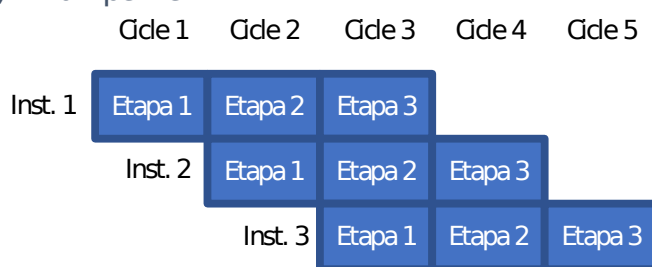 Cicle 1 Cicle 2 Cicle 3 Cicle 4 Cicle 5
Inst. 1 Etapa 1 Etapa 2 Etapa 3
Inst. 2 Etapa 1 Etapa 2 Etapa 3
Inst. 3 Etapa 1 Etapa 2 Etapa 3